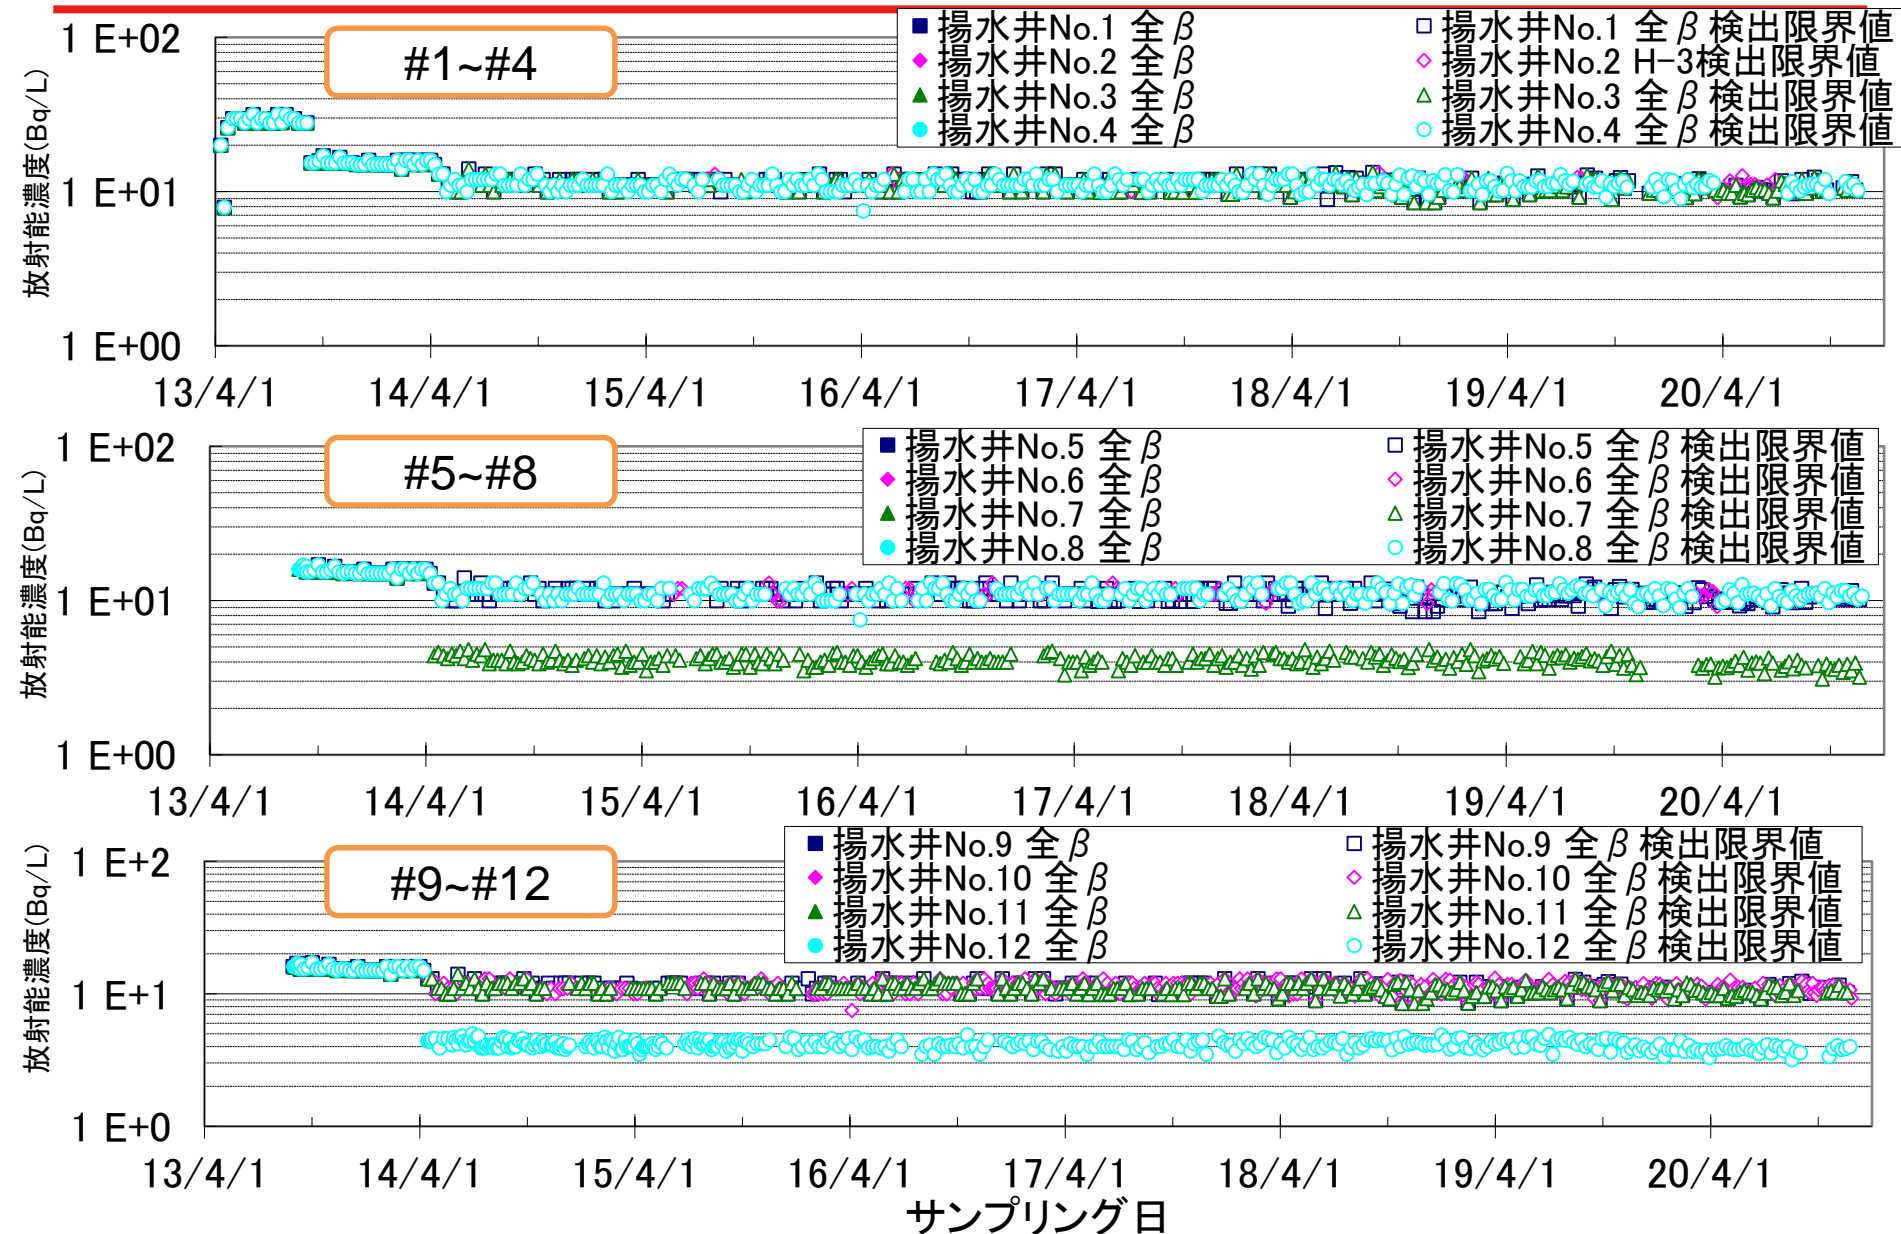 #1~#4
揚水井No.1 全β
揚水井No.1 全β検出限界値
揚水井No.2 全β
揚水井No.2 H-3検出限界値
揚水井No.3 全β
揚水井No.3 全β検出限界値
揚水井No.4 全β
揚水井No.4 全β検出限界値
放射能濃度(Bq/L)
1 E+02
1 E+01
1 E+00
13/4/1 14/4/1 15/4/1 16/4/1 17/4/1 18/4/1 19/4/1 20/4/1
#5~#8
揚水井No.5 全β
揚水井No.5 全β検出限界値
揚水井No.6 全β
揚水井No.6 全β検出限界値
揚水井No.7 全β
揚水井No.7 全β検出限界値
揚水井No.8 全β
揚水井No.8 全β検出限界値
放射能濃度(Bq/L)
1 E+02
1 E+01
1 E+00
13/4/1 14/4/1 15/4/1 16/4/1 17/4/1 18/4/1 19/4/1 20/4/1
#9~#12
揚水井No.9 全β
揚水井No.9 全β検出限界値
揚水井No.10 全β
揚水井No.10 全β検出限界値
揚水井No.11 全β
揚水井No.11 全β検出限界値
揚水井No.12 全β
揚水井No.12 全β検出限界値
放射能濃度(Bq/L)
1 E+2
1 E+1
1 E+0
13/4/1 14/4/1 15/4/1 16/4/1 17/4/1 18/4/1 19/4/1 20/4/1
サンプリング日